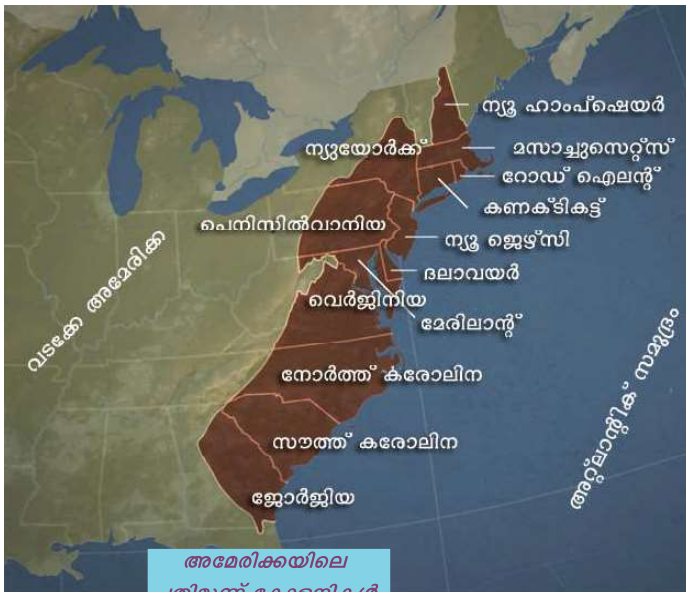 ന്യൂ ഹാംപ്ഷെയർ
ന്യുയോർക്ക്
മസാച്ചുസെറ്റ്സ്
റോഡ് ഐലന്റ്
കണക്ടികട്ട്
പെനിസിൽവാനിയ
ന്യൂ ജെഴ്സി
ദലാവയർ
വെർജിനിയ
മേരിലാന്റ്
വടക്കേ അമേരിക്ക
നോർത്ത് കരോലിന
സൗത്ത് കരോലിന
ജോർജിയ
അറ്റ്ലാന്റിക് സമുദ്രം
അമേരിക്കയിലെ